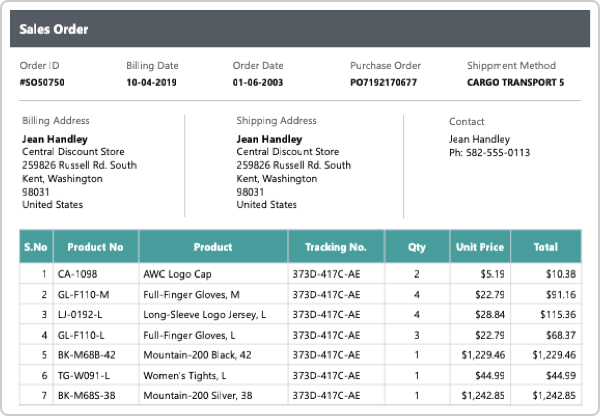 Sales Order
Order ID Billing Date Order Date Purchase Order Shippment Method
#SO50750 10-04-2019 01-06-2003 PO7192170677 CARGO TRANSPORT 5
Billing Address
Jean Handley
Central Discount Store
259826 Russell Rd. South
Kent, Washington
98031
United States
Shipping Address
Jean Handley
Central Discount Store
259826 Russell Rd. South
Kent, Washington
98031
United States
Contact
Jean Handley
Ph: 582-555-0113
S.No Product No Product Tracking No. Qty Unit Price Total
1 CA-1098 AWC Logo Cap 373D-417C-AE 2 $5.19 $10.38
2 GL-F110-M Full-Finger Gloves, M 373D-417C-AE 4 $22.79 $91.16
3 LJ-0192-L Long-Sleeve Logo Jersey, L 373D-417C-AE 4 $28.84 $115.36
4 GL-F110-L Full-Finger Gloves, L 373D-417C-AE 3 $22.79 $68.37
5 BK-M68B-42 Mountain-200 Black, 42 373D-417C-AE 1 $1,229.46 $1,229.46
6 TG-W091-L Women's Tights, L 373D-417C-AE 1 $44.99 $44.99
7 BK-M68S-38 Mountain-200 Silver, 38 373D-417C-AE 1 $1,242.85 $1,242.85